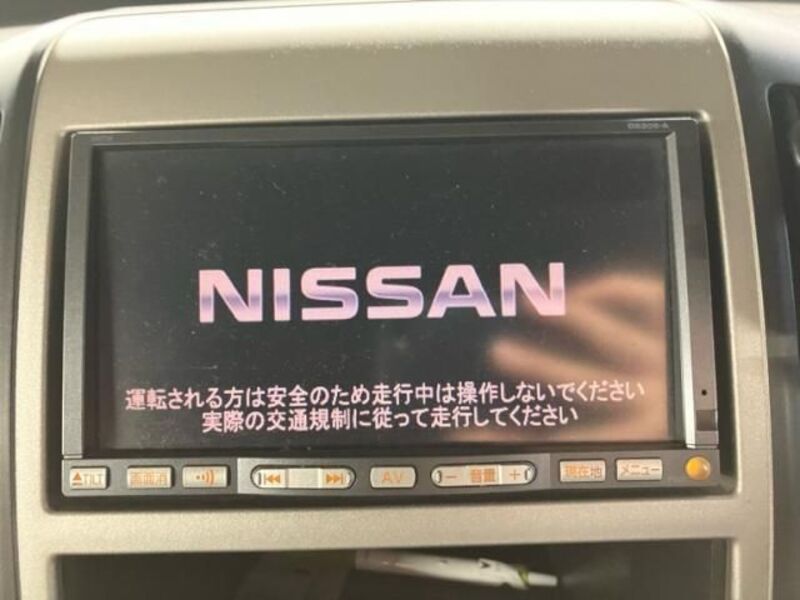 NISSAN
運転される方は安全のため走行中は操作しないでください
実際の交通規制に従って走行してください
▲TILT 画面消 AV − 音量 + 現在地 メニュー